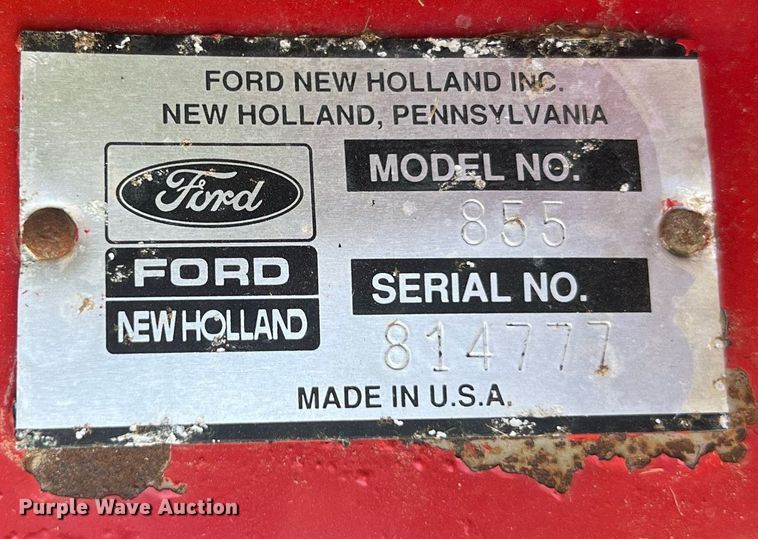 FORD NEW HOLLAND INC.
NEW HOLLAND, PENNSYLVANIA
Ford
FORD
NEW HOLLAND
MODEL NO.
855
SERIAL NO.
814777
MADE IN U.S.A.
Purple Wave Auction